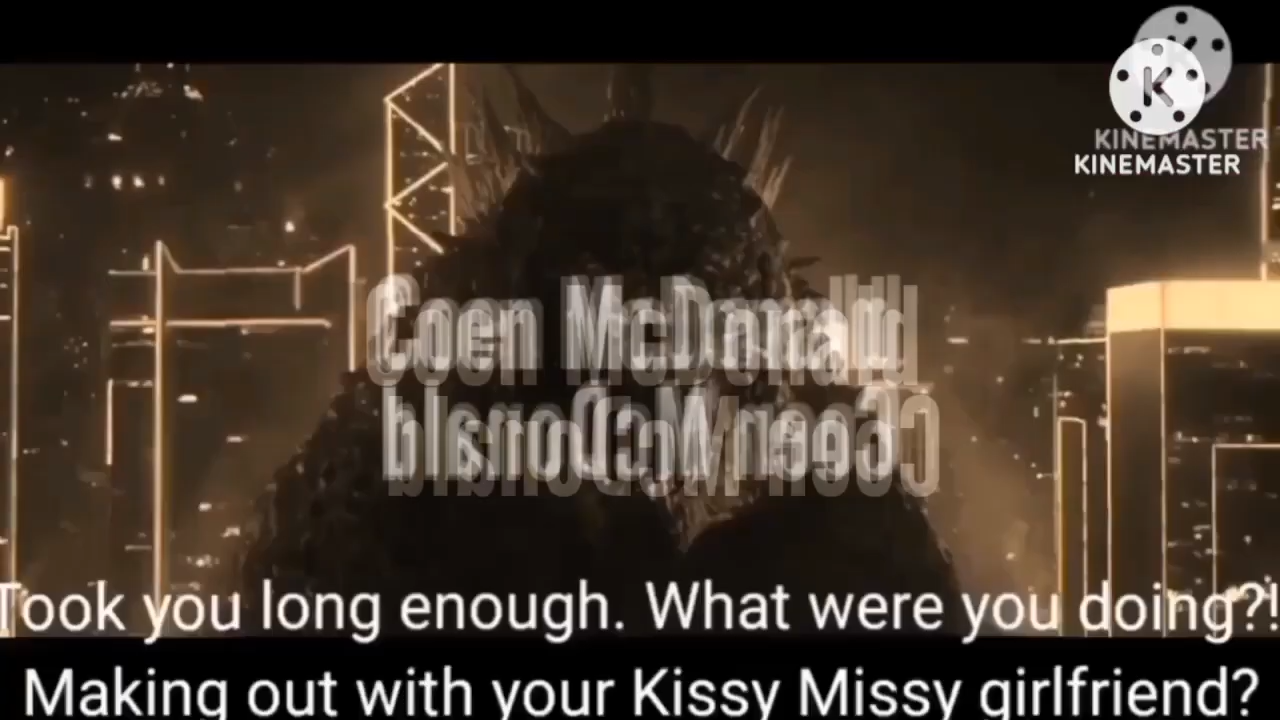 KINEMASTER
KINEMASTER
Coen McDonald
Coen McDonald
Took you long enough. What were you doing?!
Making out with your Kissy Missy girlfriend?